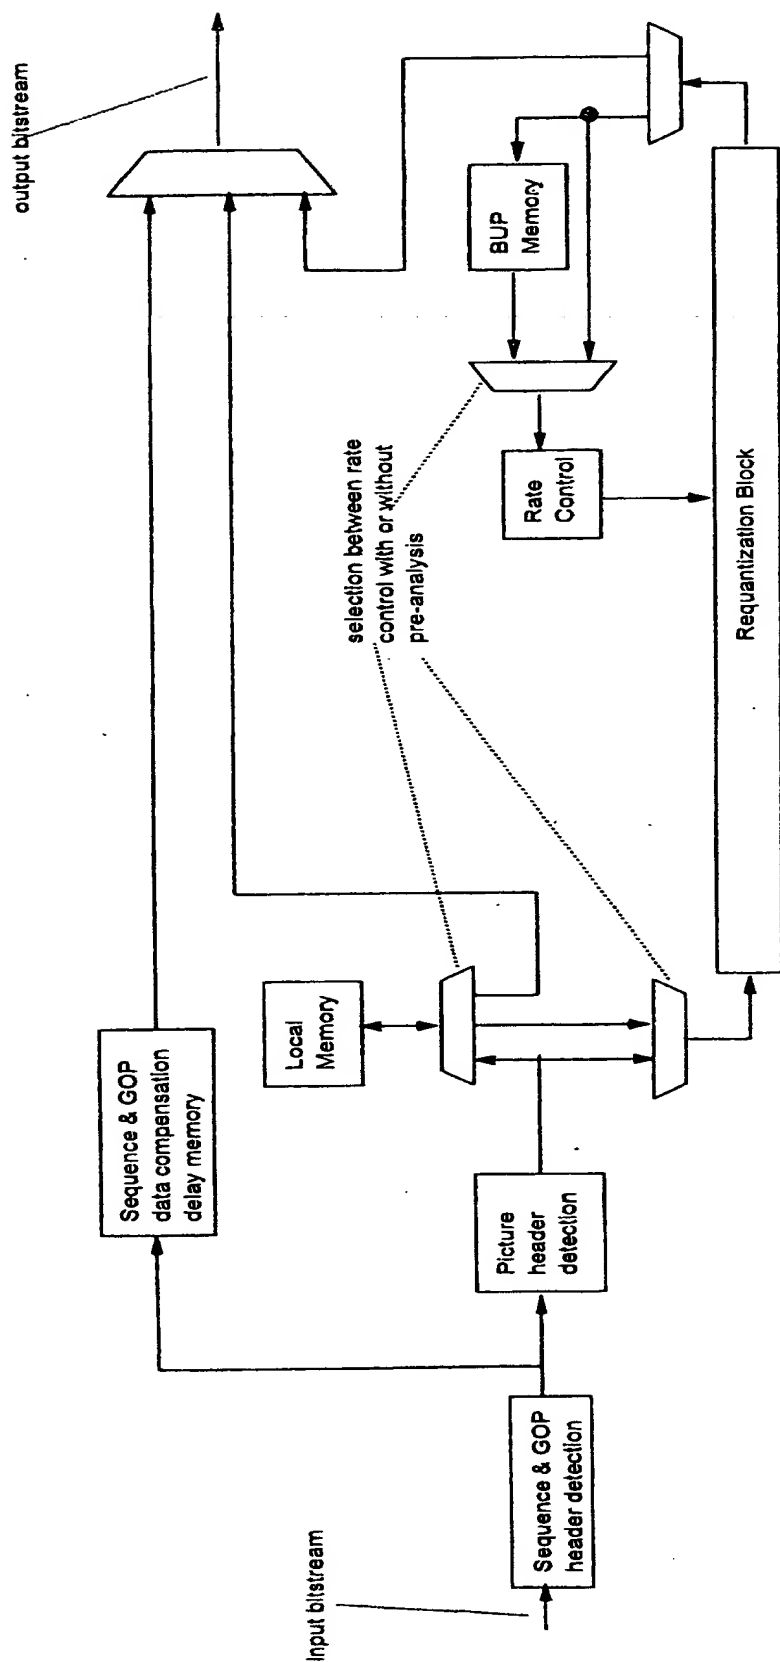 Input bitstream
Sequence & GOP
header detection
Sequence & GOP
data compensation
delay memory
Picture
header
detection
Local
Memory
selection between rate
control with or without
pre-analysis
Rate
Control
BUP
Memory
Requantization Block
output bitstream